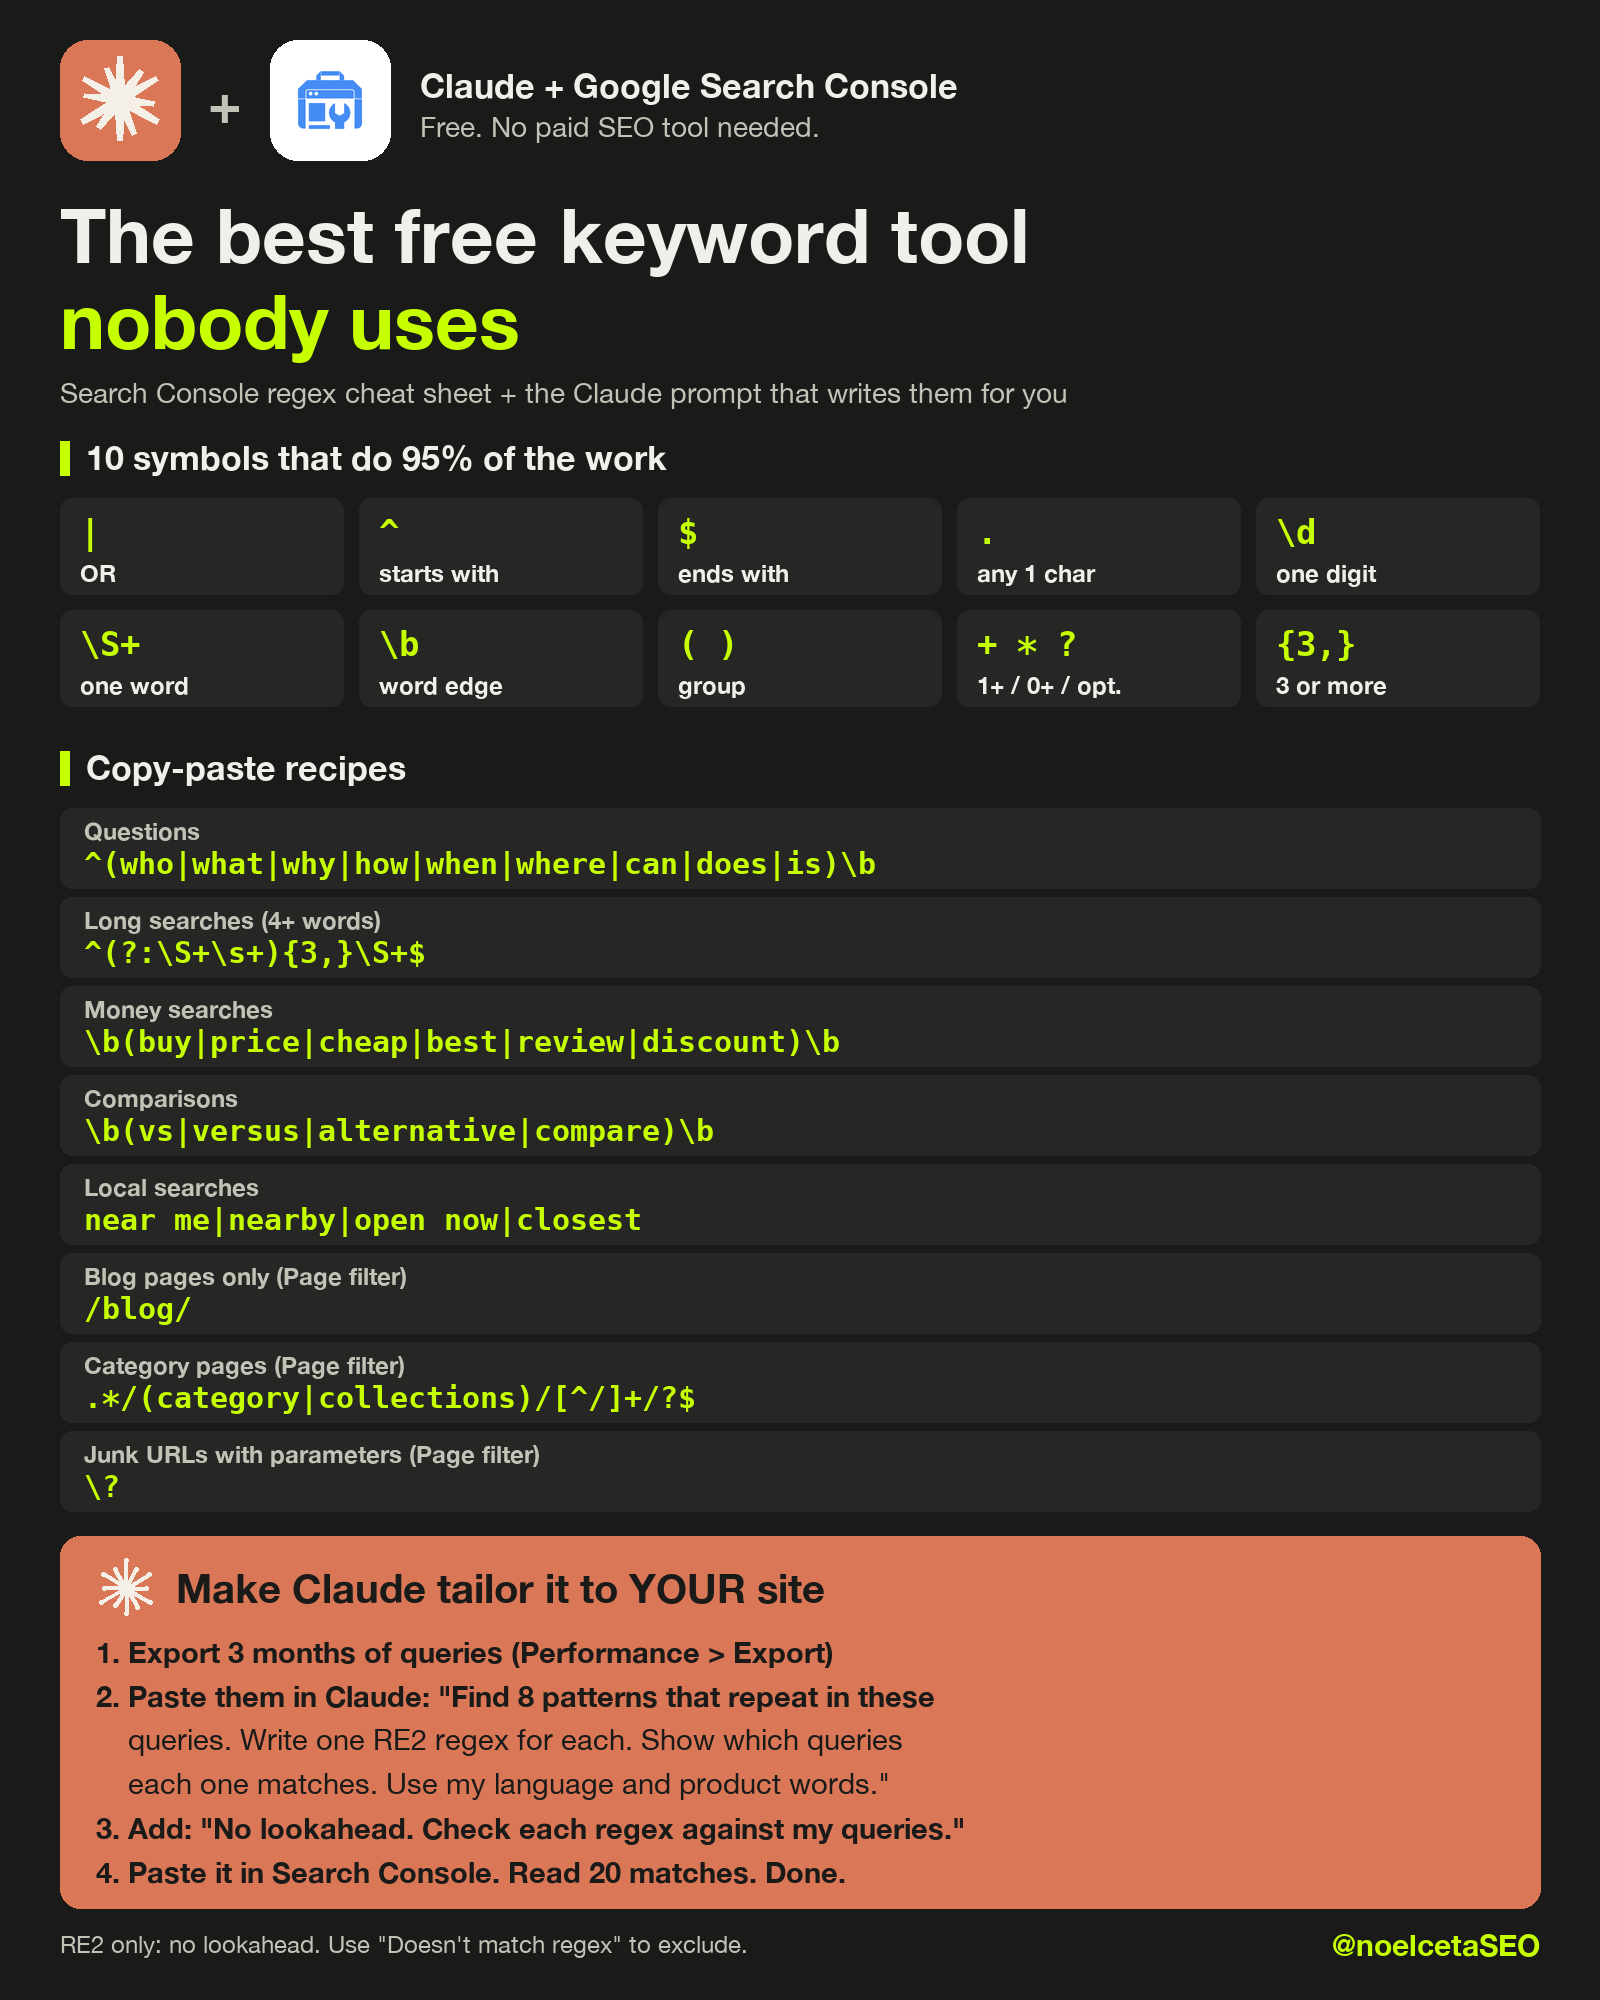 +
Claude + Google Search Console
Free. No paid SEO tool needed.
The best free keyword tool
nobody uses
Search Console regex cheat sheet + the Claude prompt that writes them for you
10 symbols that do 95% of the work
|
OR
^
starts with
$
ends with
.
any 1 char
\d
one digit
\S+
one word
\b
word edge
( )
group
+ * ?
1+ / 0+ / opt.
{3,}
3 or more
Copy-paste recipes
Questions
^(who|what|why|how|when|where|can|does|is)\b
Long searches (4+ words)
^(?:\S+\s+){3,}\S+$
Money searches
\b(buy|price|cheap|best|review|discount)\b
Comparisons
\b(vs|versus|alternative|compare)\b
Local searches
near me|nearby|open now|closest
Blog pages only (Page filter)
/blog/
Category pages (Page filter)
.*/(category|collections)/[^/]+/?$
Junk URLs with parameters (Page filter)
\?
Make Claude tailor it to YOUR site
1. Export 3 months of queries (Performance > Export)
2. Paste them in Claude: "Find 8 patterns that repeat in these
queries. Write one RE2 regex for each. Show which queries
each one matches. Use my language and product words."
3. Add: "No lookahead. Check each regex against my queries."
4. Paste it in Search Console. Read 20 matches. Done.
RE2 only: no lookahead. Use "Doesn't match regex" to exclude.
@noelcetaSEO